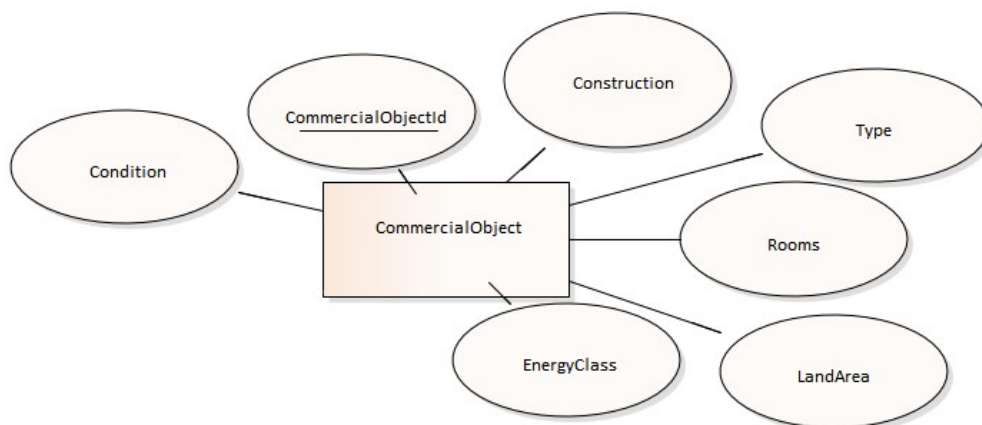 Construction
CommercialObjectId
Type
Condition
CommercialObject
Rooms
EnergyClass
LandArea